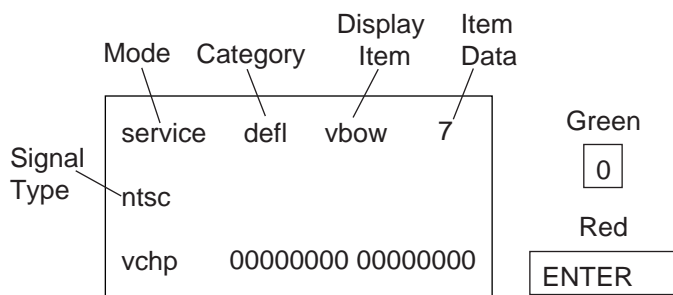 Display Item
Mode Category Item Data
service defl vbow 7
Green
Signal
Type
0
ntsc
Red
vchp 00000000 00000000
ENTER